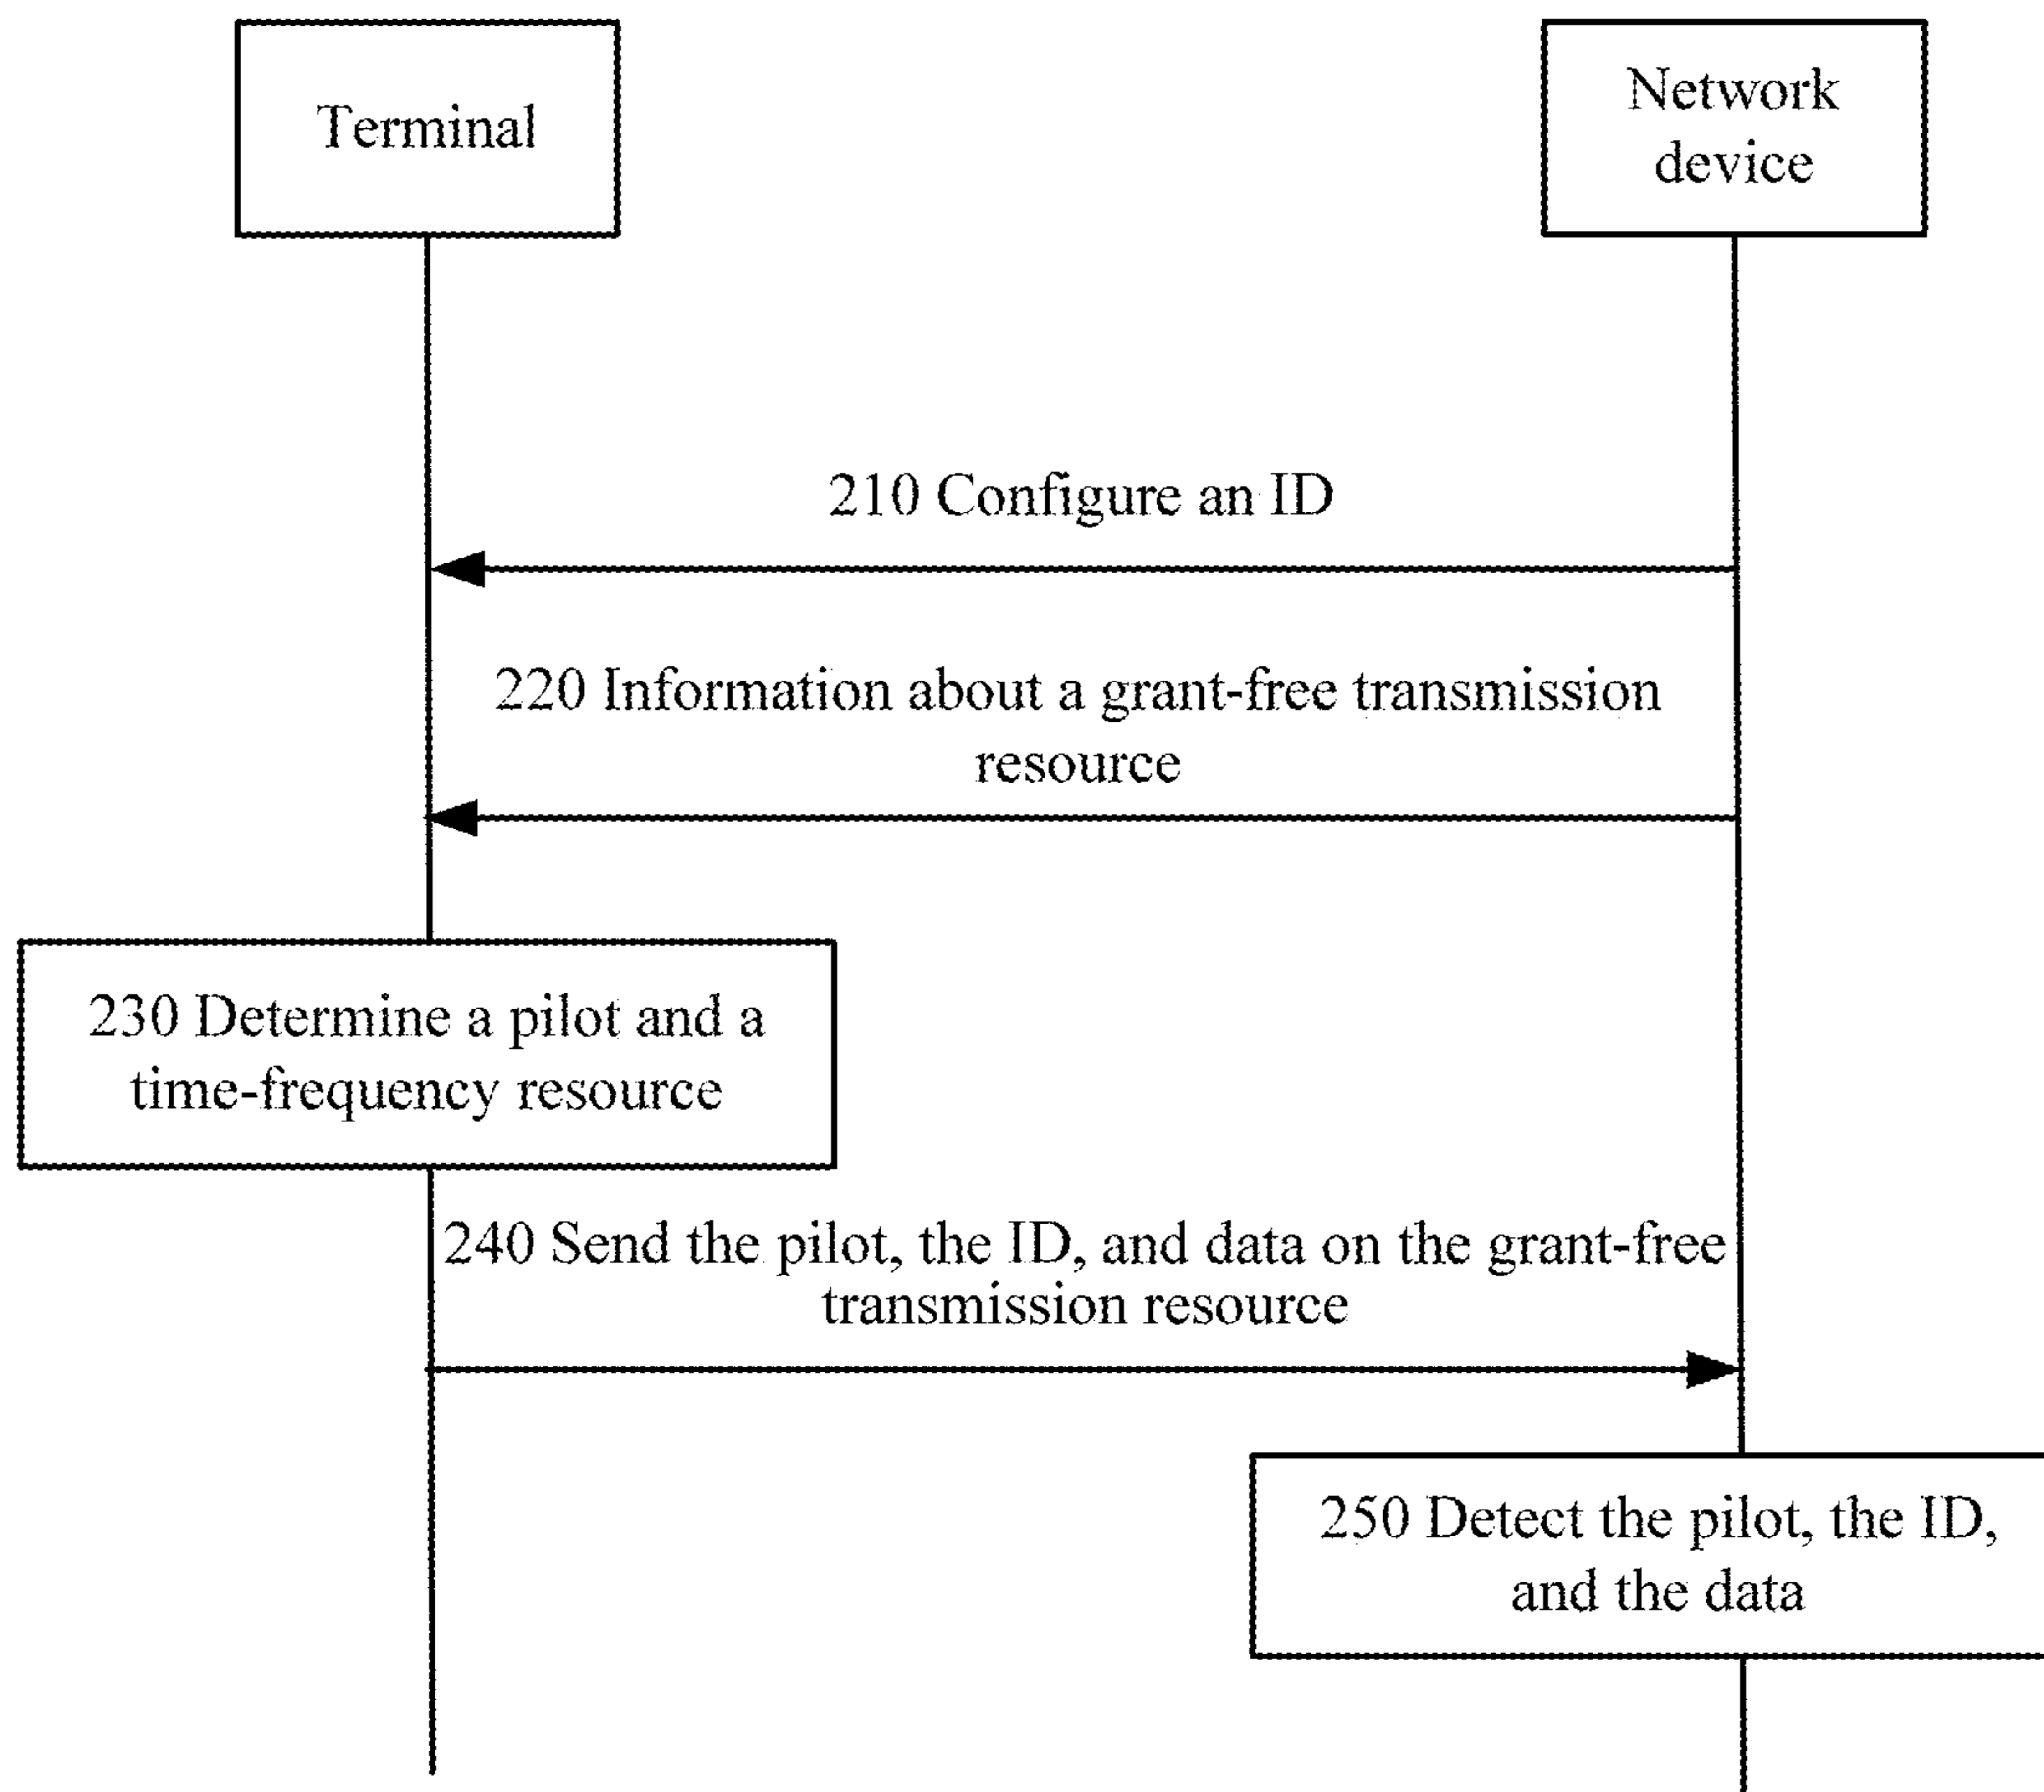 Terminal
Network
device
210 Configure an ID
220 Information about a grant-free transmission
resource
230 Determine a pilot and a
time-frequency resource
240 Send the pilot, the ID, and data on the grant-free
transmission resource
250 Detect the pilot, the ID,
and the data